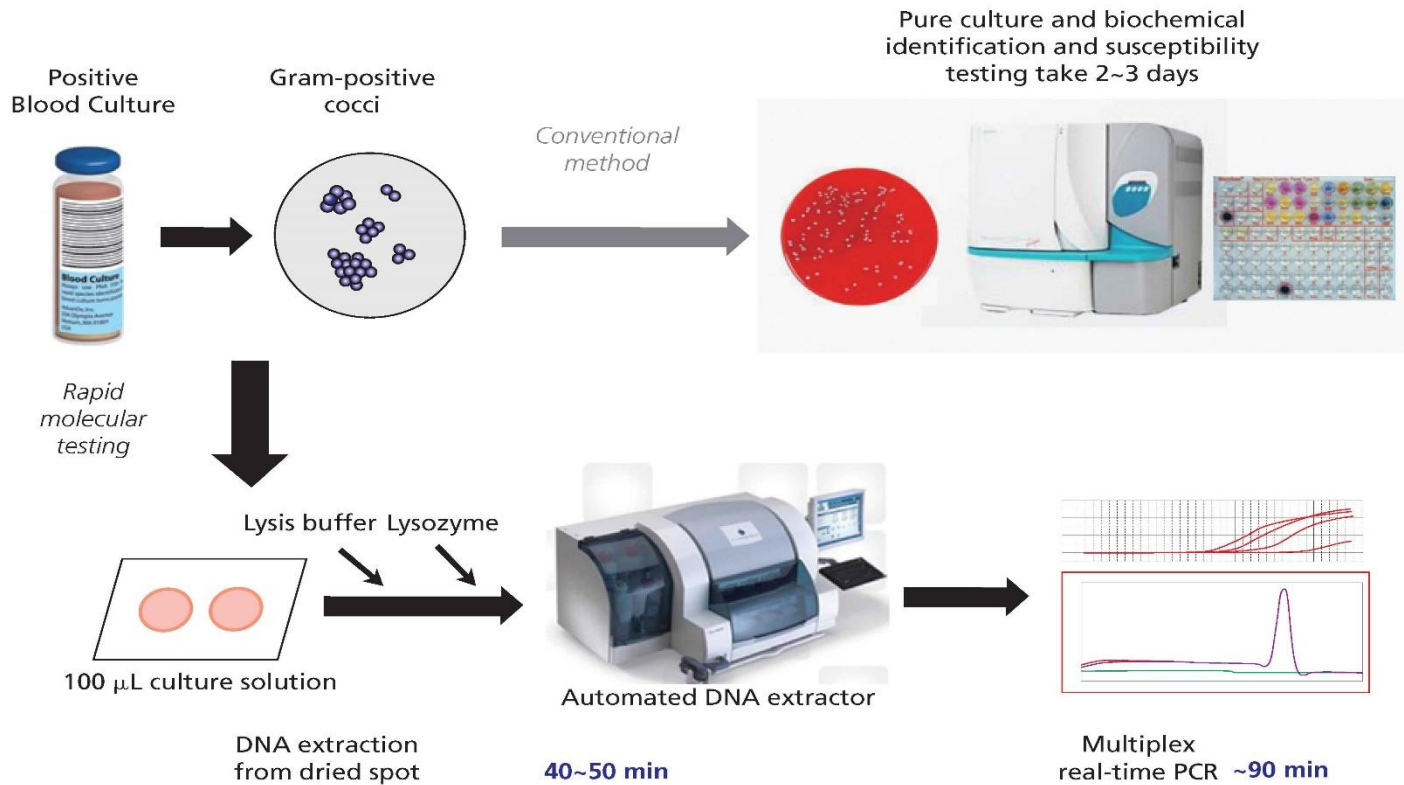 Pure culture and biochemical
identification and susceptibility
testing take 2~3 days
Positive
Blood Culture
Gram-positive
cocci
Conventional
method
Blood Culture
Rapid
molecular
testing
Lysis buffer Lysozyme
100 μL culture solution
Automated DNA extractor
DNA extraction
from dried spot
40~50 min
Multiplex
real-time PCR ~90 min